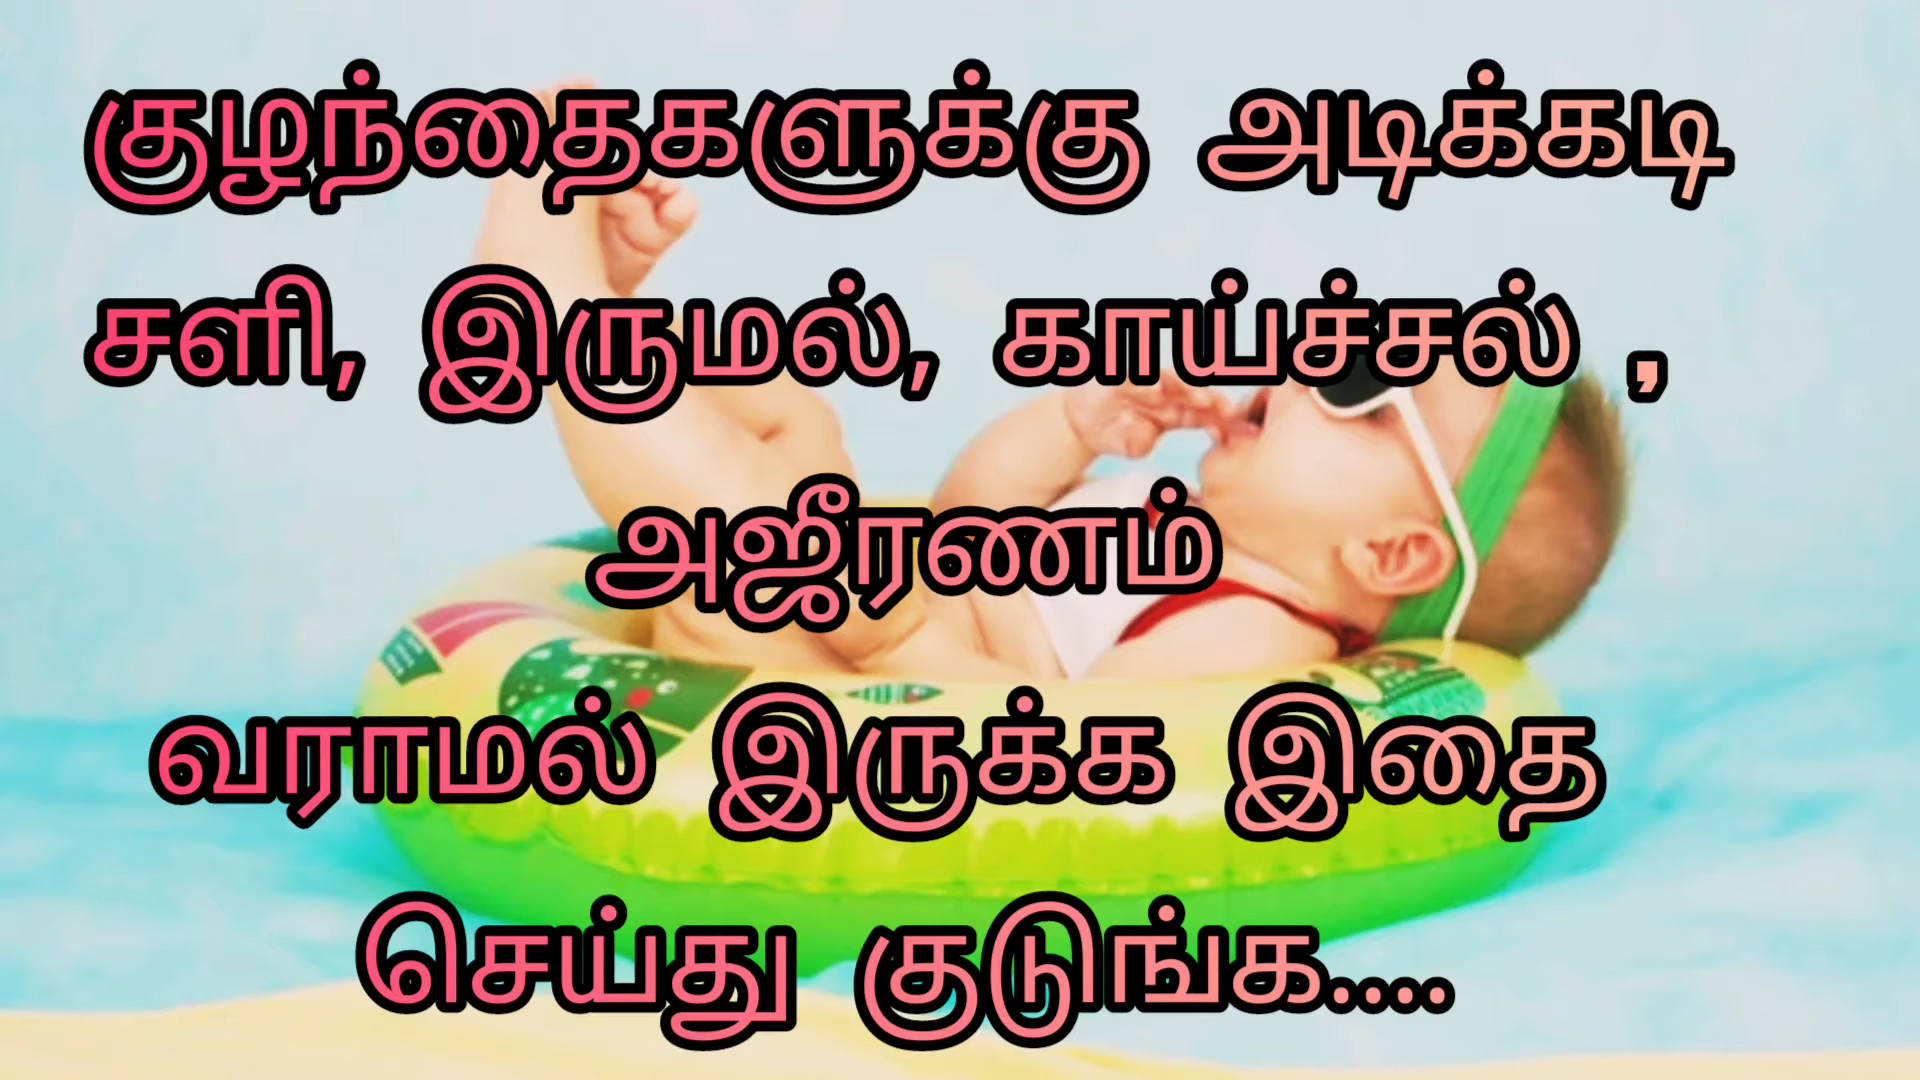 குழந்தைகளுக்கு அடிக்கடி
சளி, இருமல், காய்ச்சல் ,
அஜீரணம்
வராமல் இருக்க இதை
செய்து குடுங்க....